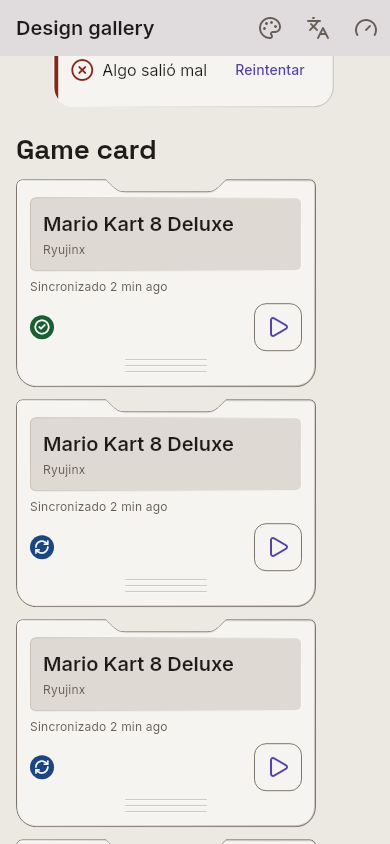 Design gallery
Algo salió mal
Reintentar
Game card
Mario Kart 8 Deluxe
Ryujinx
Sincronizado 2 min ago
Mario Kart 8 Deluxe
Ryujinx
Sincronizado 2 min ago
Mario Kart 8 Deluxe
Ryujinx
Sincronizado 2 min ago